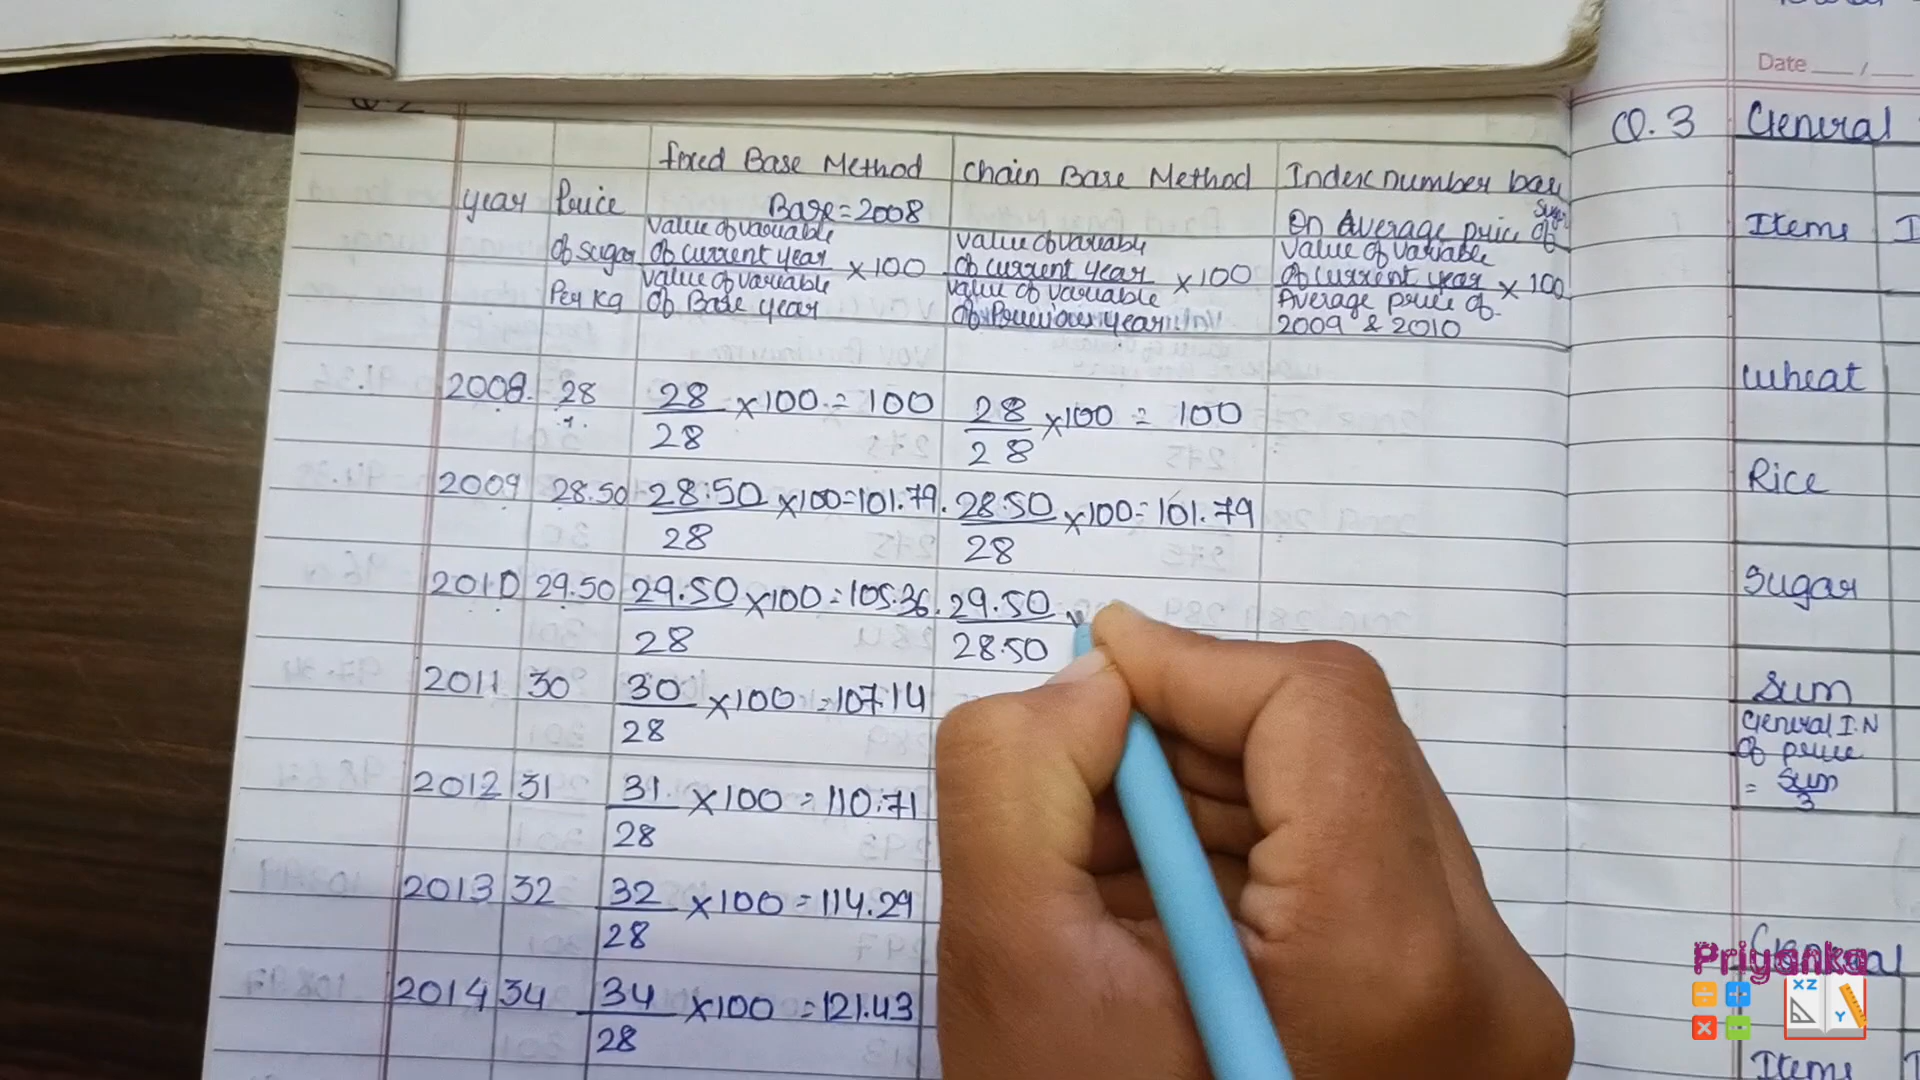 Date ___/___
Q.3 General
fixed Base Method
Chain Base Method
Index number
year
Price
Base = 2008
On Average price of
of sugar
Per Kg
Value of variable
of current year × 100
Value of variable
of Base year
Value of variable
of current year × 100
Value of variable
of Previous year
Value of variable
of current year × 100
Average price of
2009 & 2010
2008 28 28/28 ×100 = 100 28/28 ×100 = 100
2009 28.50 28.50/28 ×100=101.79 28.50/28 ×100=101.79
2010 29.50 29.50/28 ×100=105.36 29.50/28.50
2011 30 30/28 ×100=107.14
2012 31 31/28 ×100=110.71
2013 32 32/28 ×100=114.29
2014 34 34/28 ×100=121.43
Items
Wheat
Rice
Sugar
Sum
General I.N
of price
= Sum/3
Items
Priyanka
XZ
Y